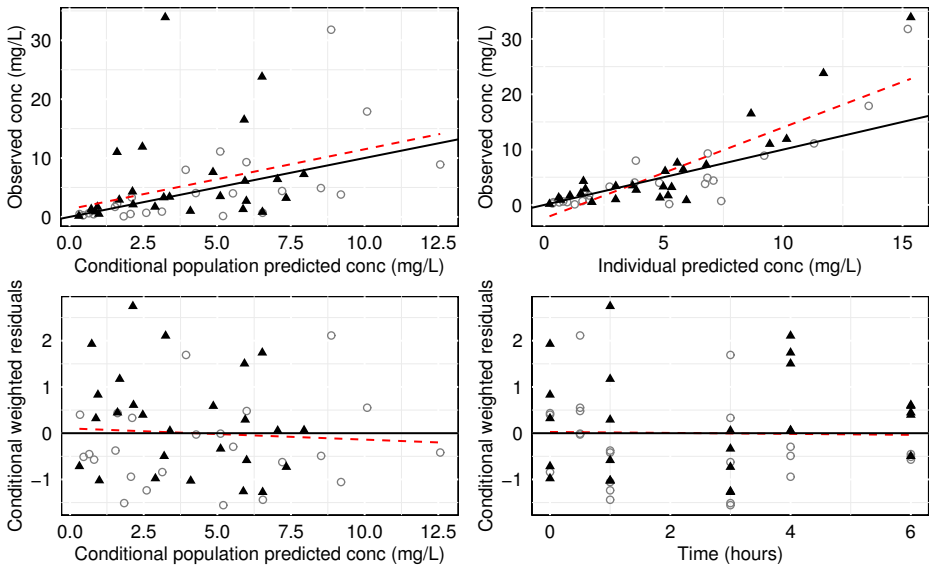 Observed conc (mg/L)
30
20
10
0
0.0 2.5 5.0 7.5 10.0 12.5
Conditional population predicted conc (mg/L)
Observed conc (mg/L)
30
20
10
0
0 5 10 15
Individual predicted conc (mg/L)
Conditional weighted residuals
2
1
0
−1
0.0 2.5 5.0 7.5 10.0 12.5
Conditional population predicted conc (mg/L)
Conditional weighted residuals
2
1
0
−1
0 2 4 6
Time (hours)